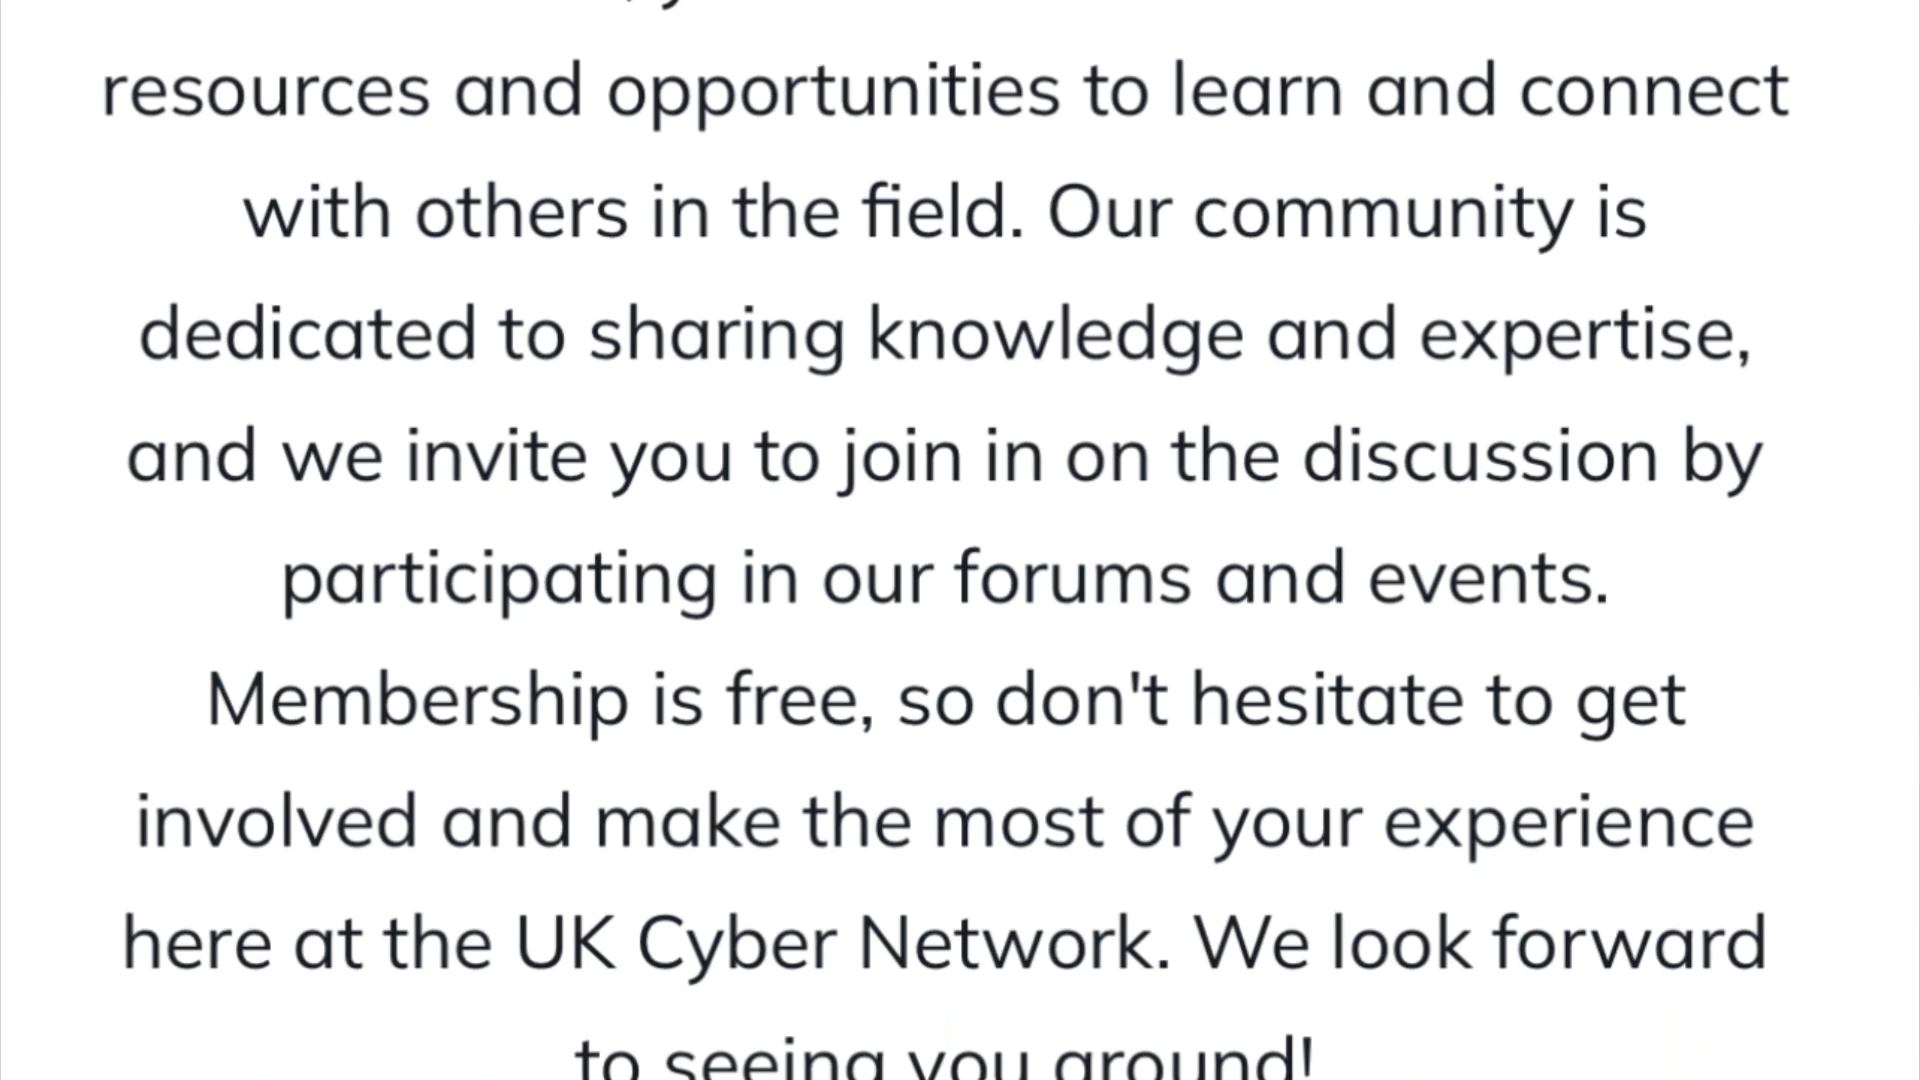 resources and opportunities to learn and connect
with others in the field. Our community is
dedicated to sharing knowledge and expertise,
and we invite you to join in on the discussion by
participating in our forums and events.
Membership is free, so don't hesitate to get
involved and make the most of your experience
here at the UK Cyber Network. We look forward
to seeing you around!